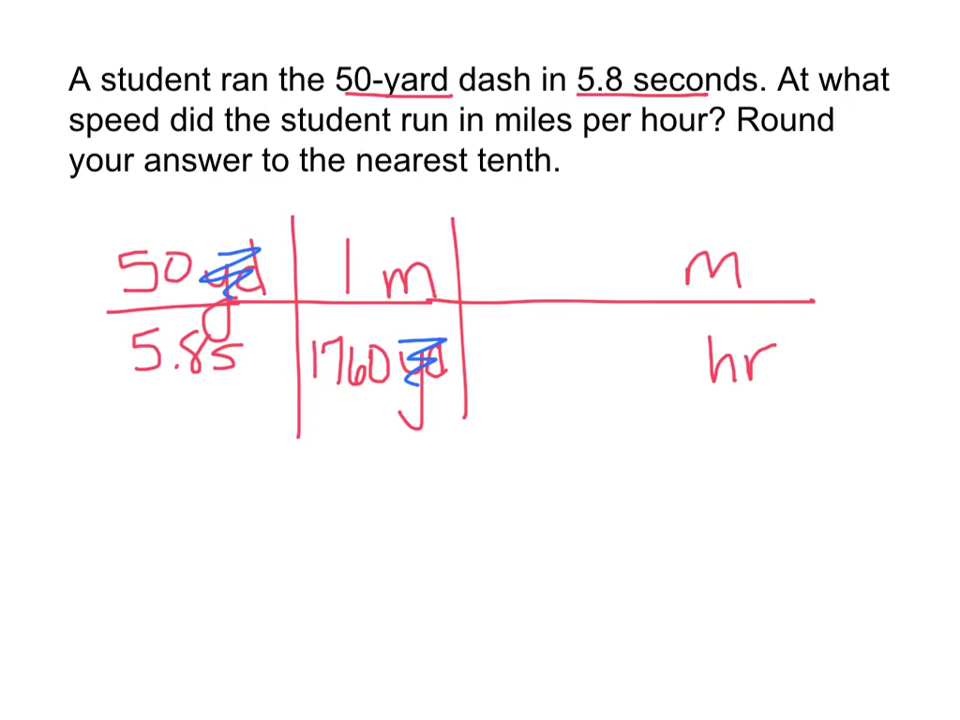 A student ran the 50-yard dash in 5.8 seconds. At what
speed did the student run in miles per hour? Round
your answer to the nearest tenth.
50 yd 1 m m
5.8s 1760 yd hr